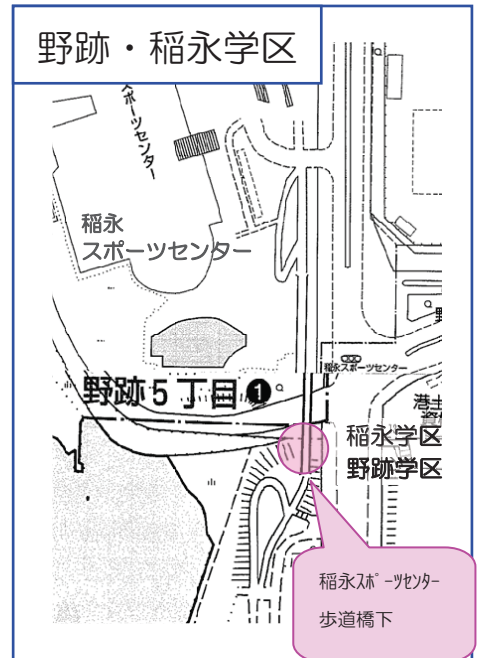 野跡・稲永学区
スポーツセンター
稲永
スポーツセンター
稲永スポーツセンター
野跡5丁目❶
稲永学区
野跡学区
稲永ｽﾎﾟｰﾂｾﾝﾀｰ
歩道橋下